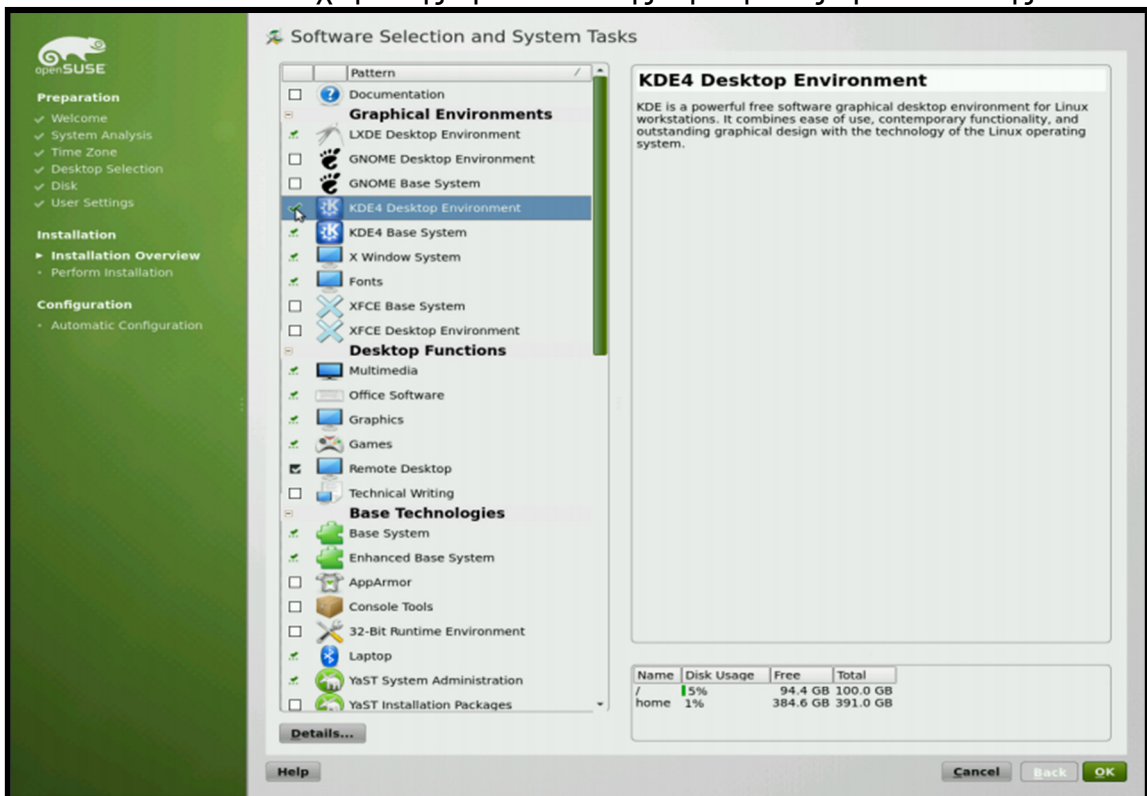 Software Selection and System Tasks
openSUSE
Preparation
Welcome
System Analysis
Time Zone
Desktop Selection
Disk
User Settings
Installation
Installation Overview
Perform Installation
Configuration
Automatic Configuration
Pattern
Documentation
Graphical Environments
LXDE Desktop Environment
GNOME Desktop Environment
GNOME Base System
KDE4 Desktop Environment
KDE4 Base System
X Window System
Fonts
XFCE Base System
XFCE Desktop Environment
Desktop Functions
Multimedia
Office Software
Graphics
Games
Remote Desktop
Technical Writing
Base Technologies
Base System
Enhanced Base System
AppArmor
Console Tools
32-Bit Runtime Environment
Laptop
YaST System Administration
YaST Installation Packages
Details...
KDE4 Desktop Environment
KDE is a powerful free software graphical desktop environment for Linux
workstations. It combines ease of use, contemporary functionality, and
outstanding graphical design with the technology of the Linux operating
system.
Name Disk Usage Free Total
/ 5% 94.4 GB 100.0 GB
home 1% 384.6 GB 391.0 GB
Help
Cancel Back OK